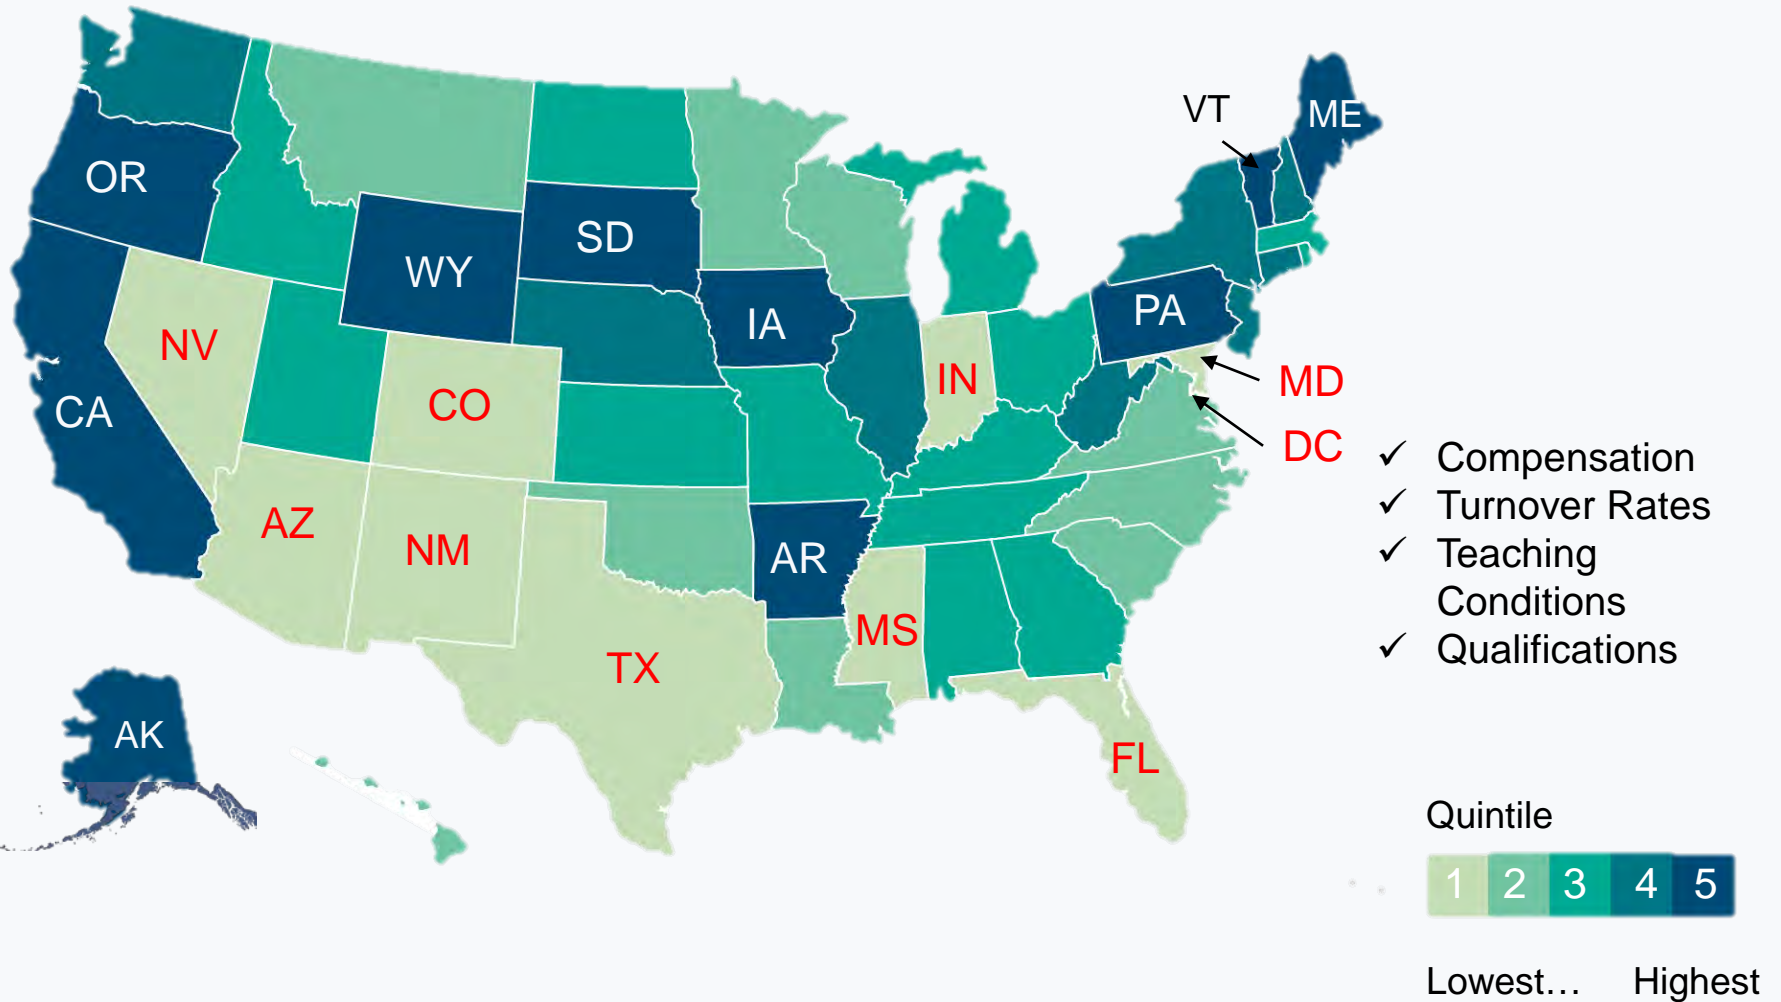 VT
ME
OR
SD
WY
IA
PA
NV
IN
MD
CO
CA
DC
AZ
NM
AR
MS
TX
AK
FL
✓ Compensation
✓ Turnover Rates
✓ Teaching
Conditions
✓ Qualifications
Quintile
1 2 3 4 5
Lowest… Highest